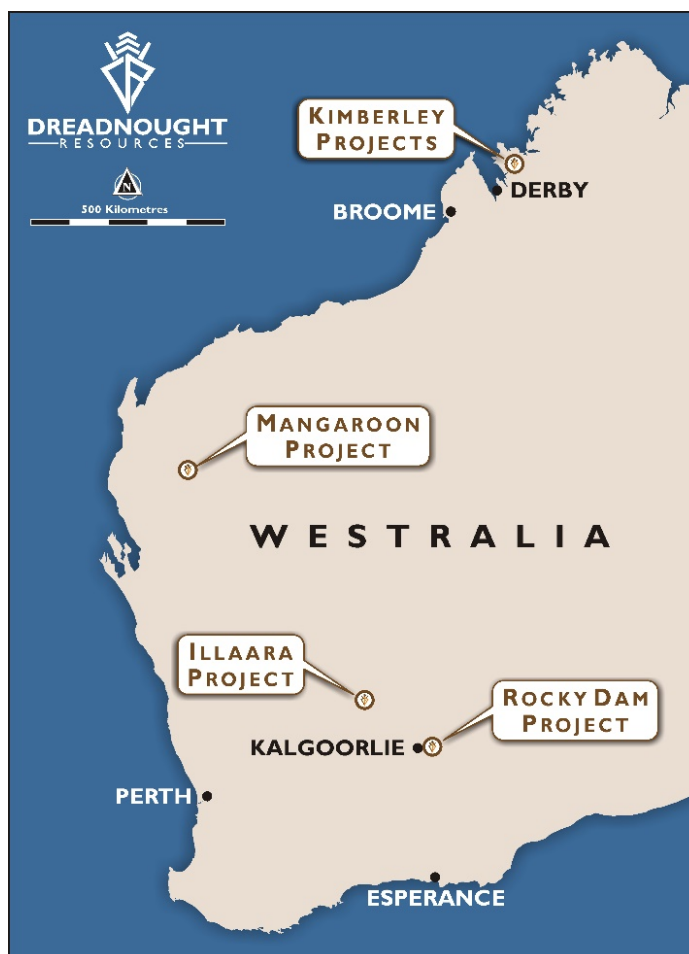 DREADNOUGHT
RESOURCES
N
500 Kilometres
KIMBERLEY
PROJECTS
DERBY
BROOME
MANGAROON
PROJECT
WESTRALIA
ILLAARA
PROJECT
ROCKY DAM
PROJECT
KALGOORLIE
PERTH
ESPERANCE